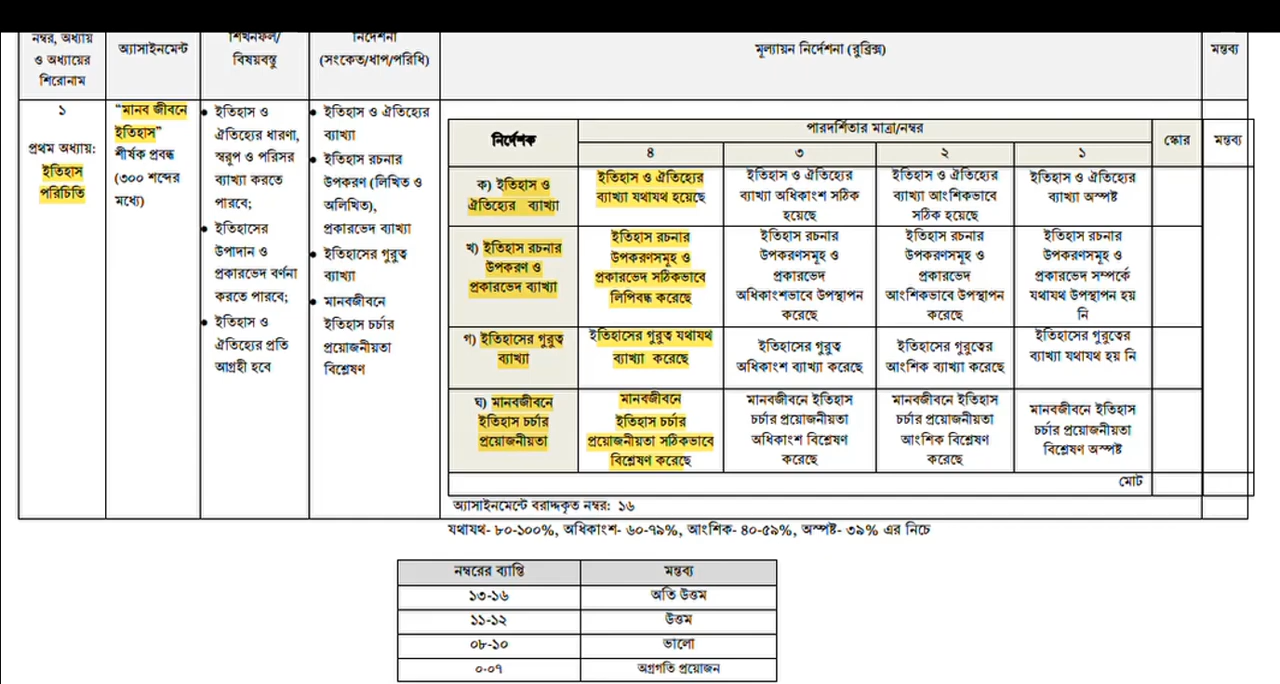 নম্বর, অধ্যায়
ও অধ্যায়ের
শিরোনাম
অ্যাসাইনমেন্ট
শিখনফল/
বিষয়বস্তু
নির্দেশনা
(সংকেত/ধাপ/পরিধি)
মূল্যায়ন নির্দেশনা (রুব্রিক্স)
মন্তব্য
১
প্রথম অধ্যায়:
ইতিহাস
পরিচিতি
“মানব জীবনে
ইতিহাস”
শীর্ষক প্রবন্ধ
(৩০০ শব্দের
মধ্যে)
ইতিহাস ও
ঐতিহ্যের ধারণা,
স্বরূপ ও পরিসর
ব্যাখ্যা করতে
পারবে;
ইতিহাসের
উপাদান ও
প্রকারভেদ বর্ণনা
করতে পারবে;
ইতিহাস ও
ঐতিহ্যের প্রতি
আগ্রহী হবে
ইতিহাস ও ঐতিহ্যের
ব্যাখ্যা
ইতিহাস রচনার
উপকরণ (লিখিত ও
অলিখিত),
প্রকারভেদ ব্যাখ্যা
ইতিহাসের গুরুত্ব
ব্যাখ্যা
মানবজীবনে
ইতিহাস চর্চার
প্রয়োজনীয়তা
বিশ্লেষণ
নির্দেশক
পারদর্শিতার মাত্রা/নম্বর
স্কোর
মন্তব্য
৪
৩
২
১
ক) ইতিহাস ও
ঐতিহ্যের ব্যাখ্যা
ইতিহাস ও ঐতিহ্যের
ব্যাখ্যা যথাযথ হয়েছে
ইতিহাস ও ঐতিহ্যের
ব্যাখ্যা অধিকাংশ সঠিক
হয়েছে
ইতিহাস ও ঐতিহ্যের
ব্যাখ্যা আংশিকভাবে
সঠিক হয়েছে
ইতিহাস ও ঐতিহ্যের
ব্যাখ্যা অস্পষ্ট
খ) ইতিহাস রচনার
উপকরণ ও
প্রকারভেদ ব্যাখ্যা
ইতিহাস রচনার
উপকরণসমূহ ও
প্রকারভেদ সঠিকভাবে
লিপিবদ্ধ করেছে
ইতিহাস রচনার
উপকরণসমূহ ও
প্রকারভেদ
অধিকাংশভাবে উপস্থাপন
করেছে
ইতিহাস রচনার
উপকরণসমূহ ও
প্রকারভেদ
আংশিকভাবে উপস্থাপন
করেছে
ইতিহাস রচনার
উপকরণসমূহ ও
প্রকারভেদ সম্পর্কে
যথাযথ উপস্থাপন হয়
নি
গ) ইতিহাসের গুরুত্ব
ব্যাখ্যা
ইতিহাসের গুরুত্ব যথাযথ
ব্যাখ্যা করেছে
ইতিহাসের গুরুত্ব
অধিকাংশ ব্যাখ্যা করেছে
ইতিহাসের গুরুত্বের
আংশিক ব্যাখ্যা করেছে
ইতিহাসের গুরুত্বের
ব্যাখ্যা যথাযথ হয় নি
ঘ) মানবজীবনে
ইতিহাস চর্চার
প্রয়োজনীয়তা
মানবজীবনে
ইতিহাস চর্চার
প্রয়োজনীয়তা সঠিকভাবে
বিশ্লেষণ করেছে
মানবজীবনে ইতিহাস
চর্চার প্রয়োজনীয়তা
অধিকাংশ বিশ্লেষণ
করেছে
মানবজীবনে ইতিহাস
চর্চার প্রয়োজনীয়তা
আংশিক বিশ্লেষণ
করেছে
মানবজীবনে ইতিহাস
চর্চার প্রয়োজনীয়তা
বিশ্লেষণ অস্পষ্ট
মোট
অ্যাসাইনমেন্টে বরাদ্দকৃত নম্বর: ১৬
যথাযথ- ৮০-১০০%, অধিকাংশ- ৬০-৭৯%, আংশিক- ৪০-৫৯%, অস্পষ্ট- ৩৯% এর নিচে
নম্বরের ব্যাপ্তি
মন্তব্য
১৩-১৬
অতি উত্তম
১১-১২
উত্তম
০৮-১০
ভালো
০-০৭
অগ্রগতি প্রয়োজন